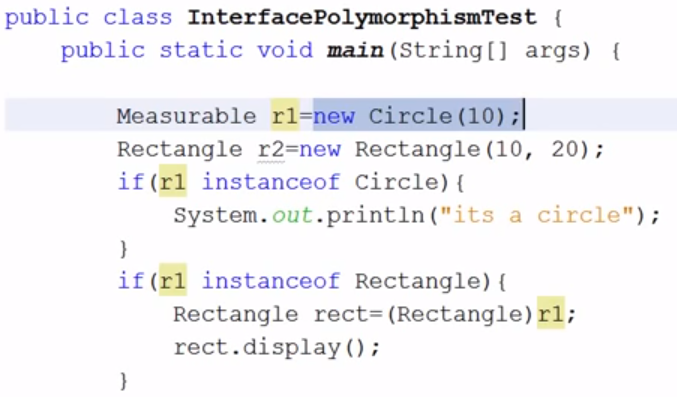 public class InterfacePolymorphismTest {
    public static void main(String[] args) {
        Measurable r1=new Circle(10);
        Rectangle r2=new Rectangle(10, 20);
        if(r1 instanceof Circle){
            System.out.println("its a circle");
        }
        if(r1 instanceof Rectangle){
            Rectangle rect=(Rectangle)r1;
            rect.display();
        }